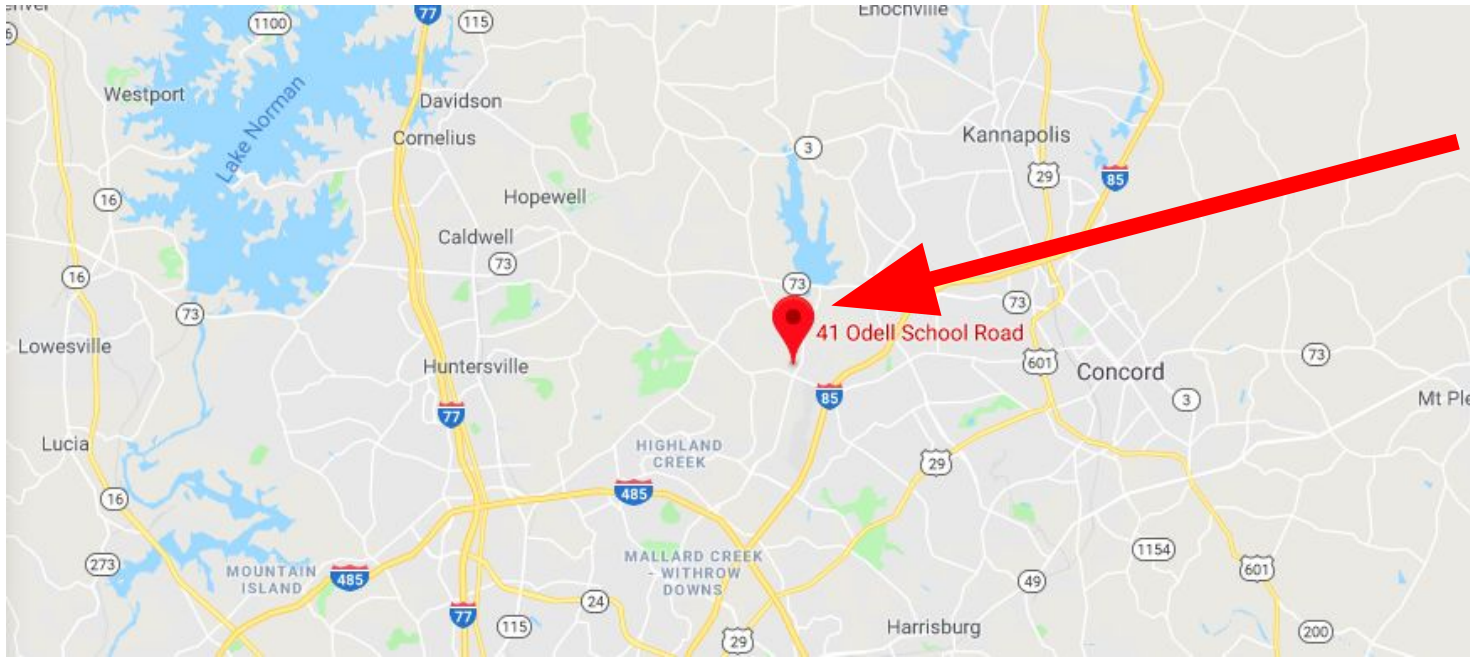 1100
77
115
Enochville
16
Westport
Lake Norman
Davidson
Cornelius
3
Kannapolis
29
85
16
Hopewell
Caldwell
73
73
16
73
73
41 Odell School Road
Lowesville
Huntersville
601
Concord
73
77
85
3
Mt Ple
Lucia
HIGHLAND
CREEK
29
16
485
273
MOUNTAIN
ISLAND
485
MALLARD CREEK
- WITHROW
DOWNS
1154
49
601
24
77
115
29
Harrisburg
200